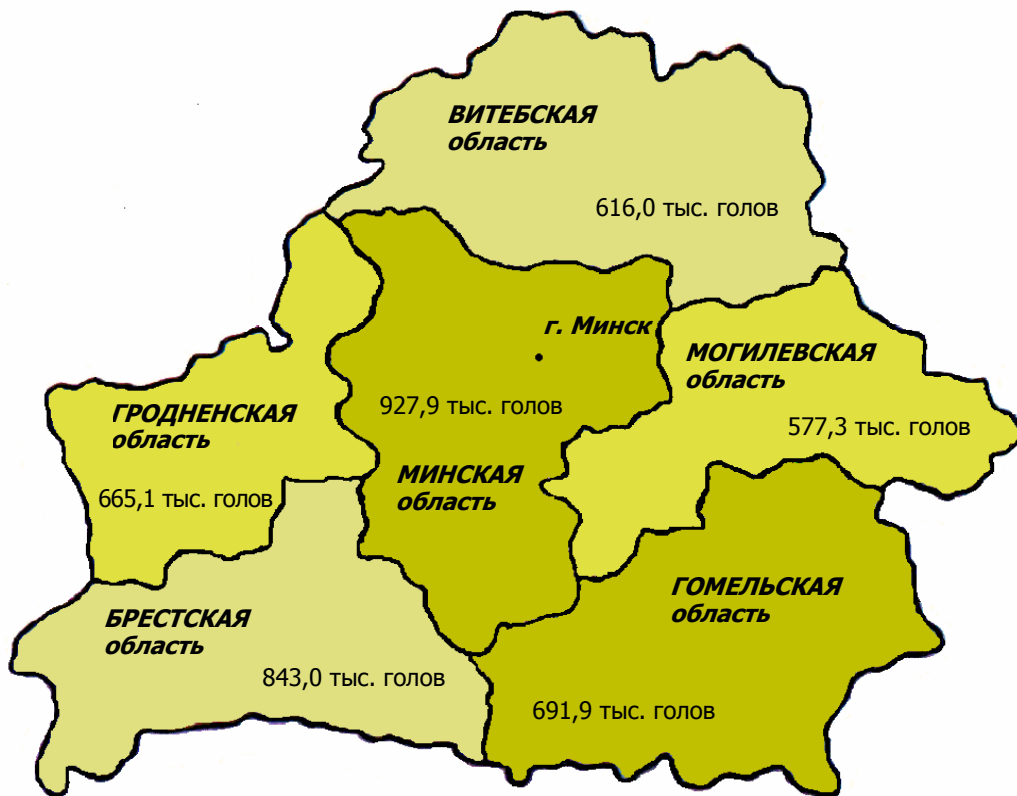 ВИТЕБСКАЯ
область
616,0 тыс. голов
г. Минск
МОГИЛЕВСКАЯ
область
577,3 тыс. голов
ГРОДНЕНСКАЯ
область
665,1 тыс. голов
927,9 тыс. голов
МИНСКАЯ
область
ГОМЕЛЬСКАЯ
область
691,9 тыс. голов
БРЕСТСКАЯ
область
843,0 тыс. голов